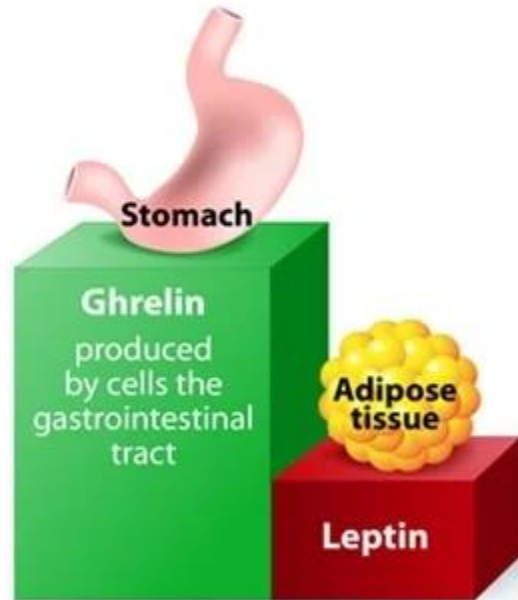 Stomach
Ghrelin
produced
by cells the
gastrointestinal
tract
Adipose
tissue
Leptin